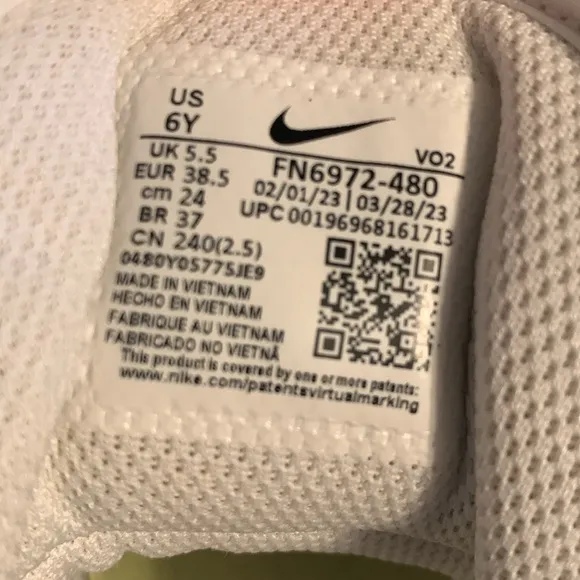 US
6Y
VO2
UK 5.5
FN6972-480
EUR 38.5
02/01/23 | 03/28/23
cm 24
UPC 00196968161713
BR 37
CN 240(2.5)
0480Y05775JE9
MADE IN VIETNAM
HECHO EN VIETNAM
FABRIQUE AU VIETNAM
FABRICADO NO VIETNÃ
This product is covered by one or more patents:
www.nike.com/patentsvirtualmarking